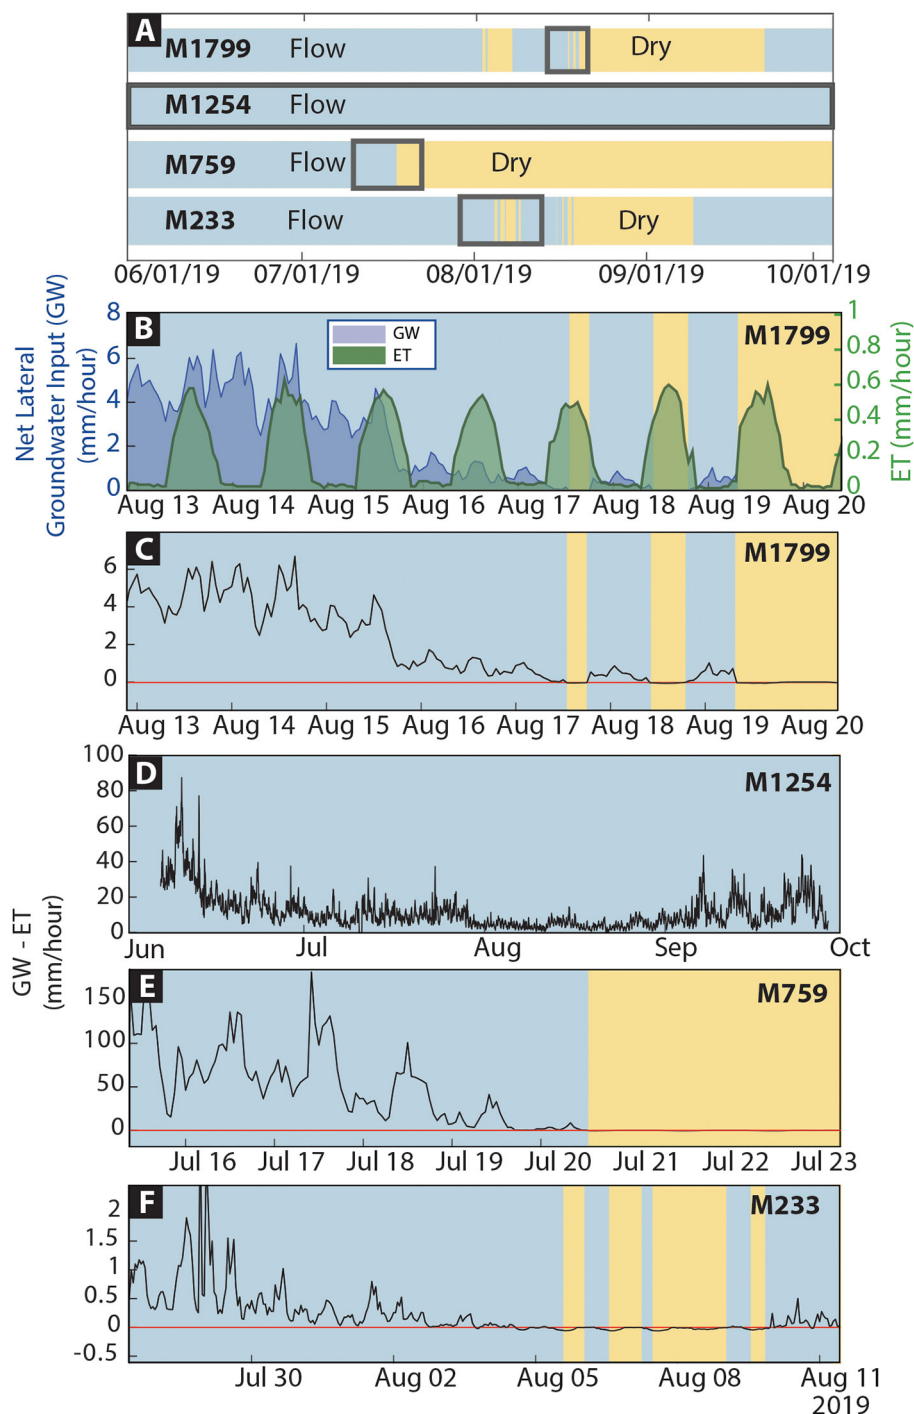 A
M1799 Flow Dry
M1254 Flow
M759 Flow Dry
M233 Flow Dry
06/01/19 07/01/19 08/01/19 09/01/19 10/01/19
Net Lateral
Groundwater Input (GW)
(mm/hour)
B
GW
ET
M1799
8
6
4
2
0
1
0.8
0.6
0.4
0.2
0
ET (mm/hour)
Aug 13 Aug 14 Aug 15 Aug 16 Aug 17 Aug 18 Aug 19 Aug 20
C
M1799
6
4
2
0
Aug 13 Aug 14 Aug 15 Aug 16 Aug 17 Aug 18 Aug 19 Aug 20
GW - ET
(mm/hour)
D
M1254
100
80
60
40
20
0
Jun Jul Aug Sep Oct
E
M759
150
100
50
0
Jul 16 Jul 17 Jul 18 Jul 19 Jul 20 Jul 21 Jul 22 Jul 23
F
M233
2
1.5
1
0.5
0
-0.5
Jul 30 Aug 02 Aug 05 Aug 08 Aug 11
2019